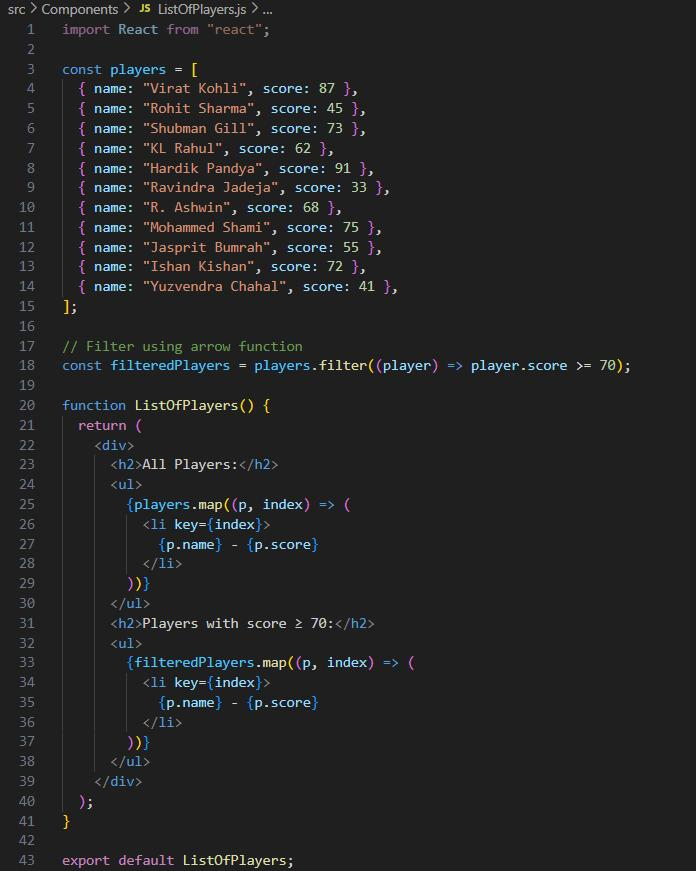 src > Components > JS ListOfPlayers.js > ...
1 import React from "react";
2
3 const players = [
4   { name: "Virat Kohli", score: 87 },
5   { name: "Rohit Sharma", score: 45 },
6   { name: "Shubman Gill", score: 73 },
7   { name: "KL Rahul", score: 62 },
8   { name: "Hardik Pandya", score: 91 },
9   { name: "Ravindra Jadeja", score: 33 },
10   { name: "R. Ashwin", score: 68 },
11   { name: "Mohammed Shami", score: 75 },
12   { name: "Jasprit Bumrah", score: 55 },
13   { name: "Ishan Kishan", score: 72 },
14   { name: "Yuzvendra Chahal", score: 41 },
15 ];
16
17 // Filter using arrow function
18 const filteredPlayers = players.filter((player) => player.score >= 70);
19
20 function ListOfPlayers() {
21   return (
22     <div>
23       <h2>All Players:</h2>
24       <ul>
25         {players.map((p, index) => (
26           <li key={index}>
27             {p.name} - {p.score}
28           </li>
29         ))}
30       </ul>
31       <h2>Players with score ≥ 70:</h2>
32       <ul>
33         {filteredPlayers.map((p, index) => (
34           <li key={index}>
35             {p.name} - {p.score}
36           </li>
37         ))}
38       </ul>
39     </div>
40   );
41 }
42
43 export default ListOfPlayers;